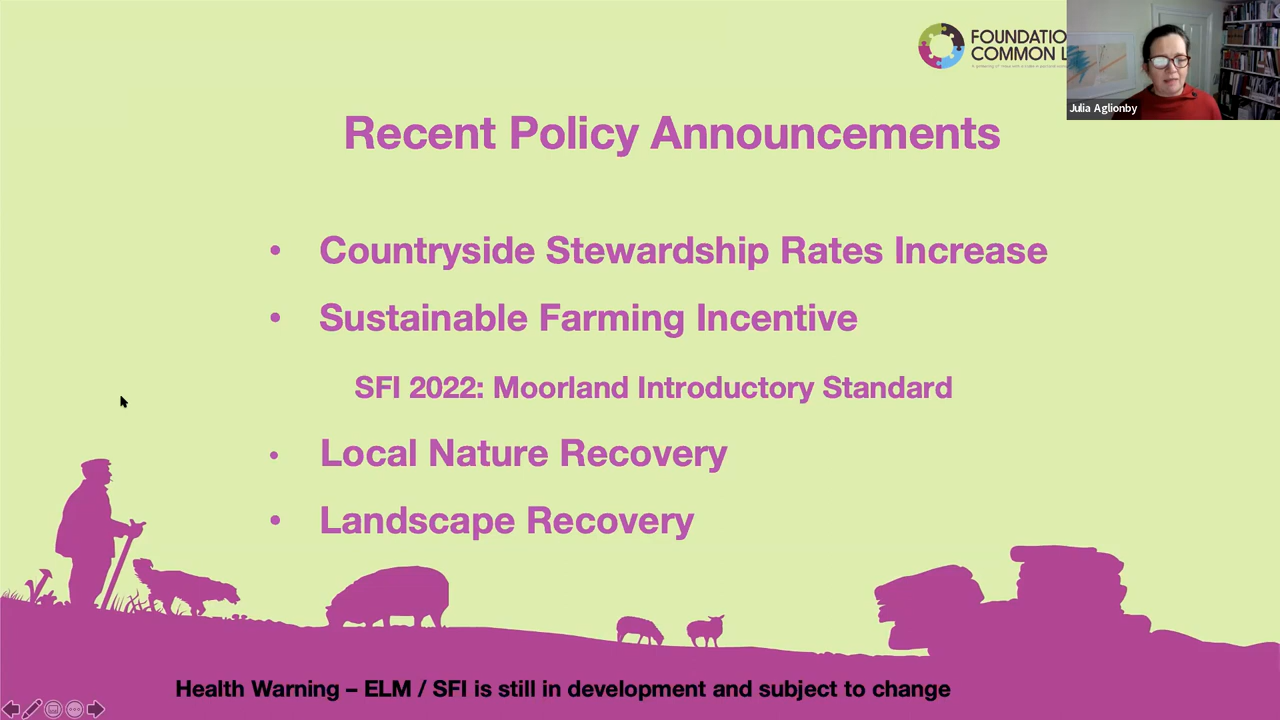 FOUNDATIO
COMMON L
Julia Aglionby
Recent Policy Announcements
• Countryside Stewardship Rates Increase
• Sustainable Farming Incentive
SFI 2022: Moorland Introductory Standard
• Local Nature Recovery
• Landscape Recovery
Health Warning – ELM / SFI is still in development and subject to change